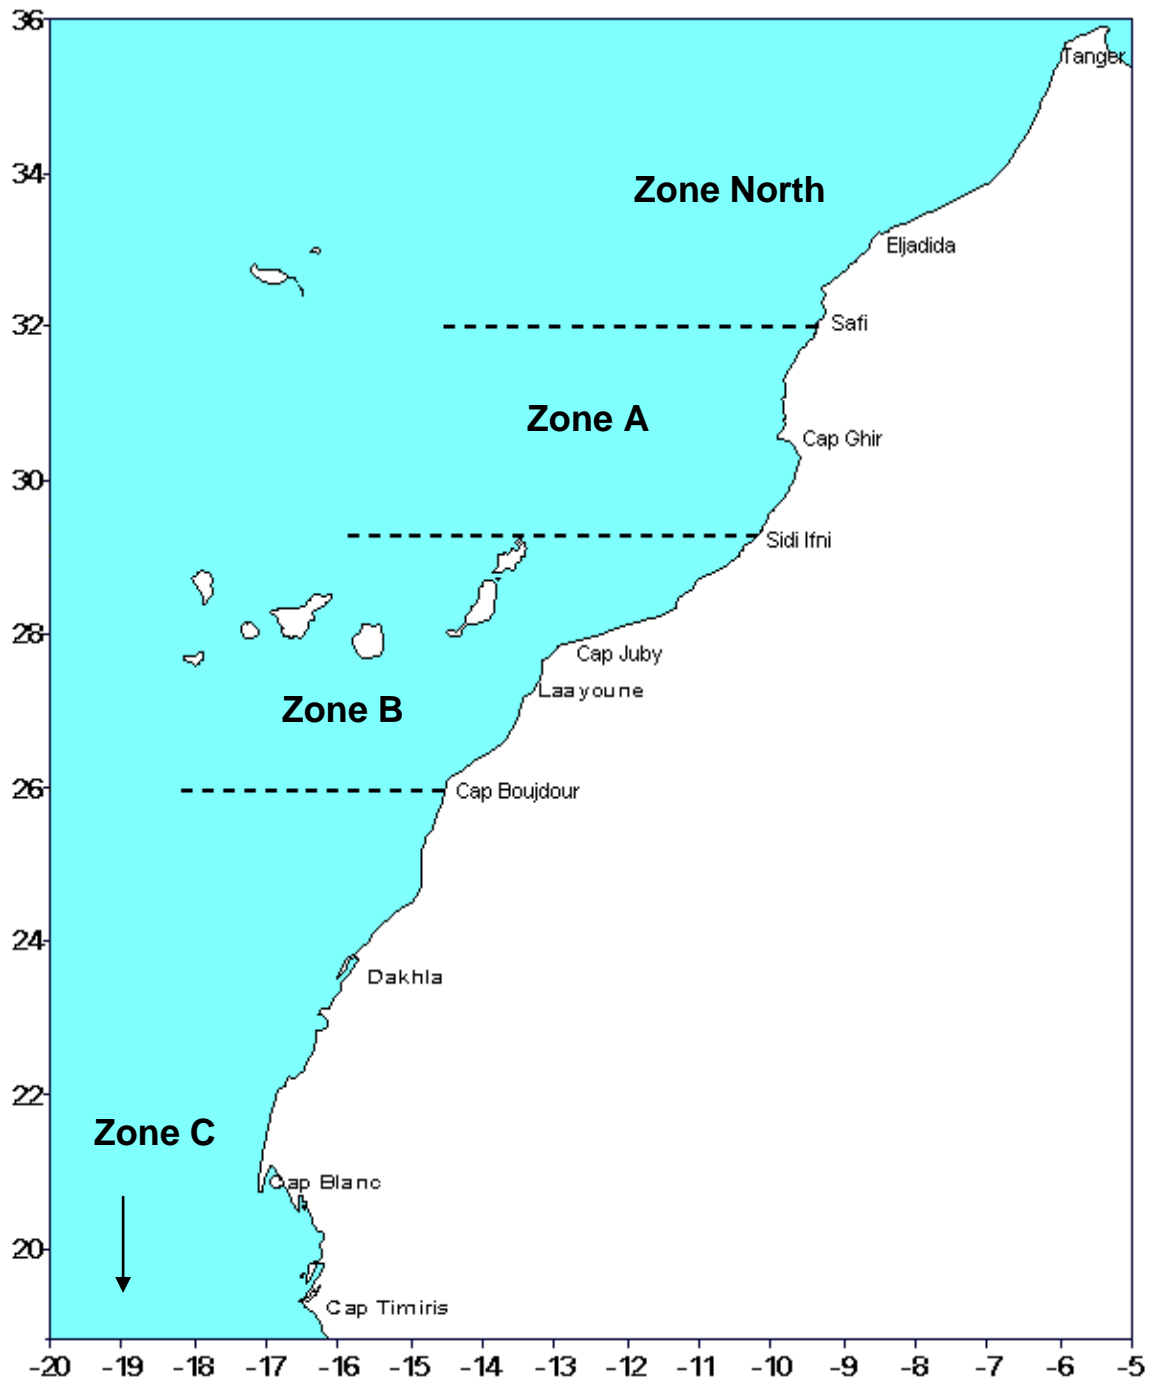 36
Tanger
34
Zone North
Eljadida
32
Safi
Zone A
Cap Ghir
30
Sidi Ifni
28
Cap Juby
Laayoune
Zone B
26
Cap Boujdour
24
Dakhla
22
Zone C
Cap Blanc
20
Cap Timiris
-20 -19 -18 -17 -16 -15 -14 -13 -12 -11 -10 -9 -8 -7 -6 -5